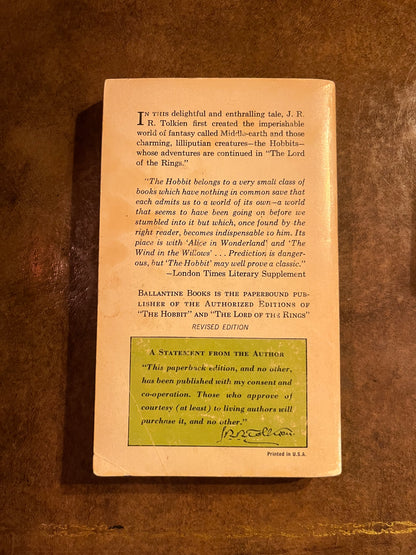 IN THIS delightful and enthralling tale, J. R.
R. Tolkien first created the imperishable
world of fantasy called Middle-earth and those
charming, lilliputian creatures—the Hobbits—
whose adventures are continued in "The Lord
of the Rings."
"The Hobbit belongs to a very small class of
books which have nothing in common save that
each admits us to a world of its own—a world
that seems to have been going on before we
stumbled into it but which, once found by the
right reader, becomes indispensable to him. Its
place is with 'Alice in Wonderland' and 'The
Wind in the Willows' . . . Prediction is danger-
ous, but 'The Hobbit' may well prove a classic."
—London Times Literary Supplement
BALLANTINE BOOKS IS THE PAPERBOUND PUB-
LISHER OF THE AUTHORIZED EDITIONS OF
"THE HOBBIT" AND "THE LORD OF THE RINGS"
REVISED EDITION
A STATEMENT FROM THE AUTHOR
"This paperback edition, and no other,
has been published with my consent and
co-operation. Those who approve of
courtesy (at least) to living authors will
purchase it, and no other."
JRRTolkien
Printed in U.S.A.